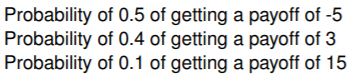 Probability of 0.5 of getting a payoff of -5
Probability of 0.4 of getting a payoff of 3
Probability of 0.1 of getting a payoff of 15